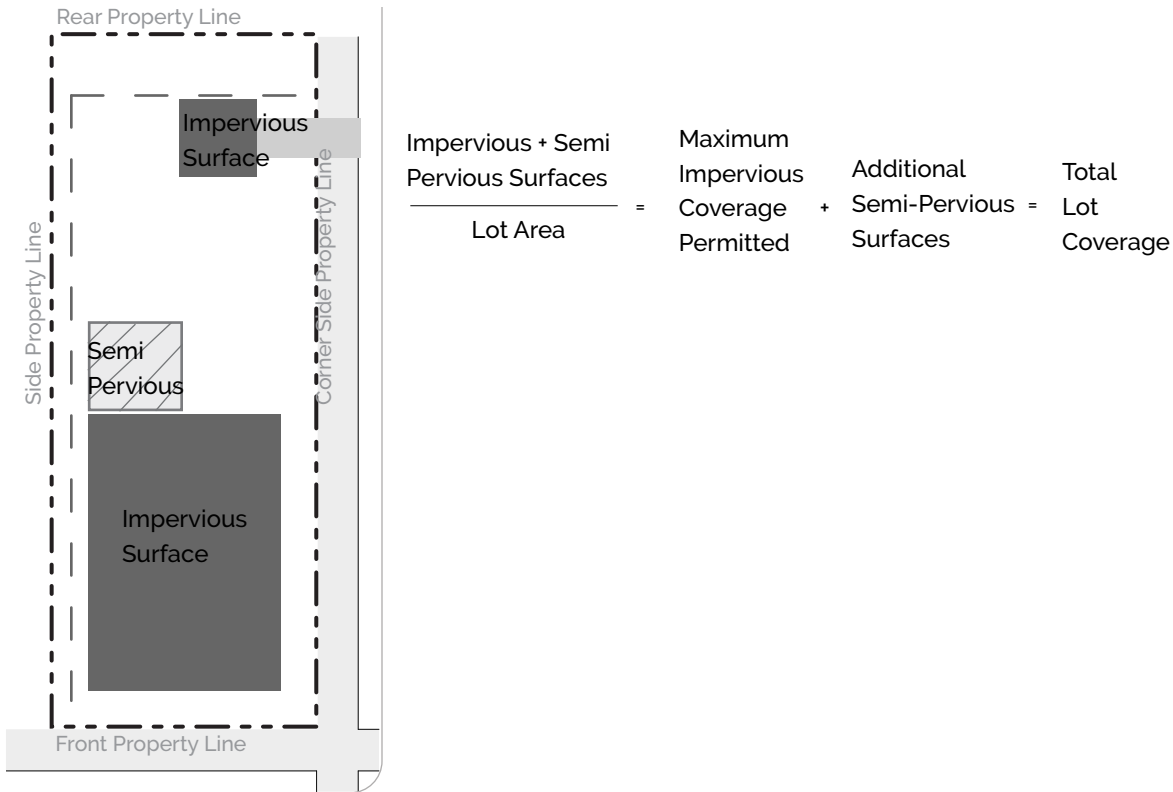 Rear Property Line
Impervious
Surface
Side Property Line
Corner Side Property Line
Semi
Pervious
Impervious
Surface
Front Property Line
Impervious + Semi
Pervious Surfaces
Lot Area
=
Maximum
Impervious
Coverage
Permitted
+
Additional
Semi-Pervious
Surfaces
=
Total
Lot
Coverage